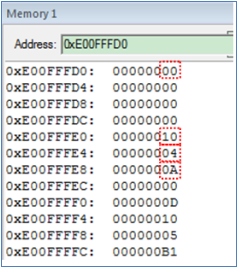 Memory 1
Address: 0xE00FFFD0
0xE00FFFD0: 00000000
0xE00FFFD4: 00000000
0xE00FFFD8: 00000000
0xE00FFFDC: 00000000
0xE00FFFE0: 00000010
0xE00FFFE4: 00000004
0xE00FFFE8: 0000000A
0xE00FFFEC: 00000000
0xE00FFFF0: 0000000D
0xE00FFFF4: 00000010
0xE00FFFF8: 00000005
0xE00FFFFC: 000000B1